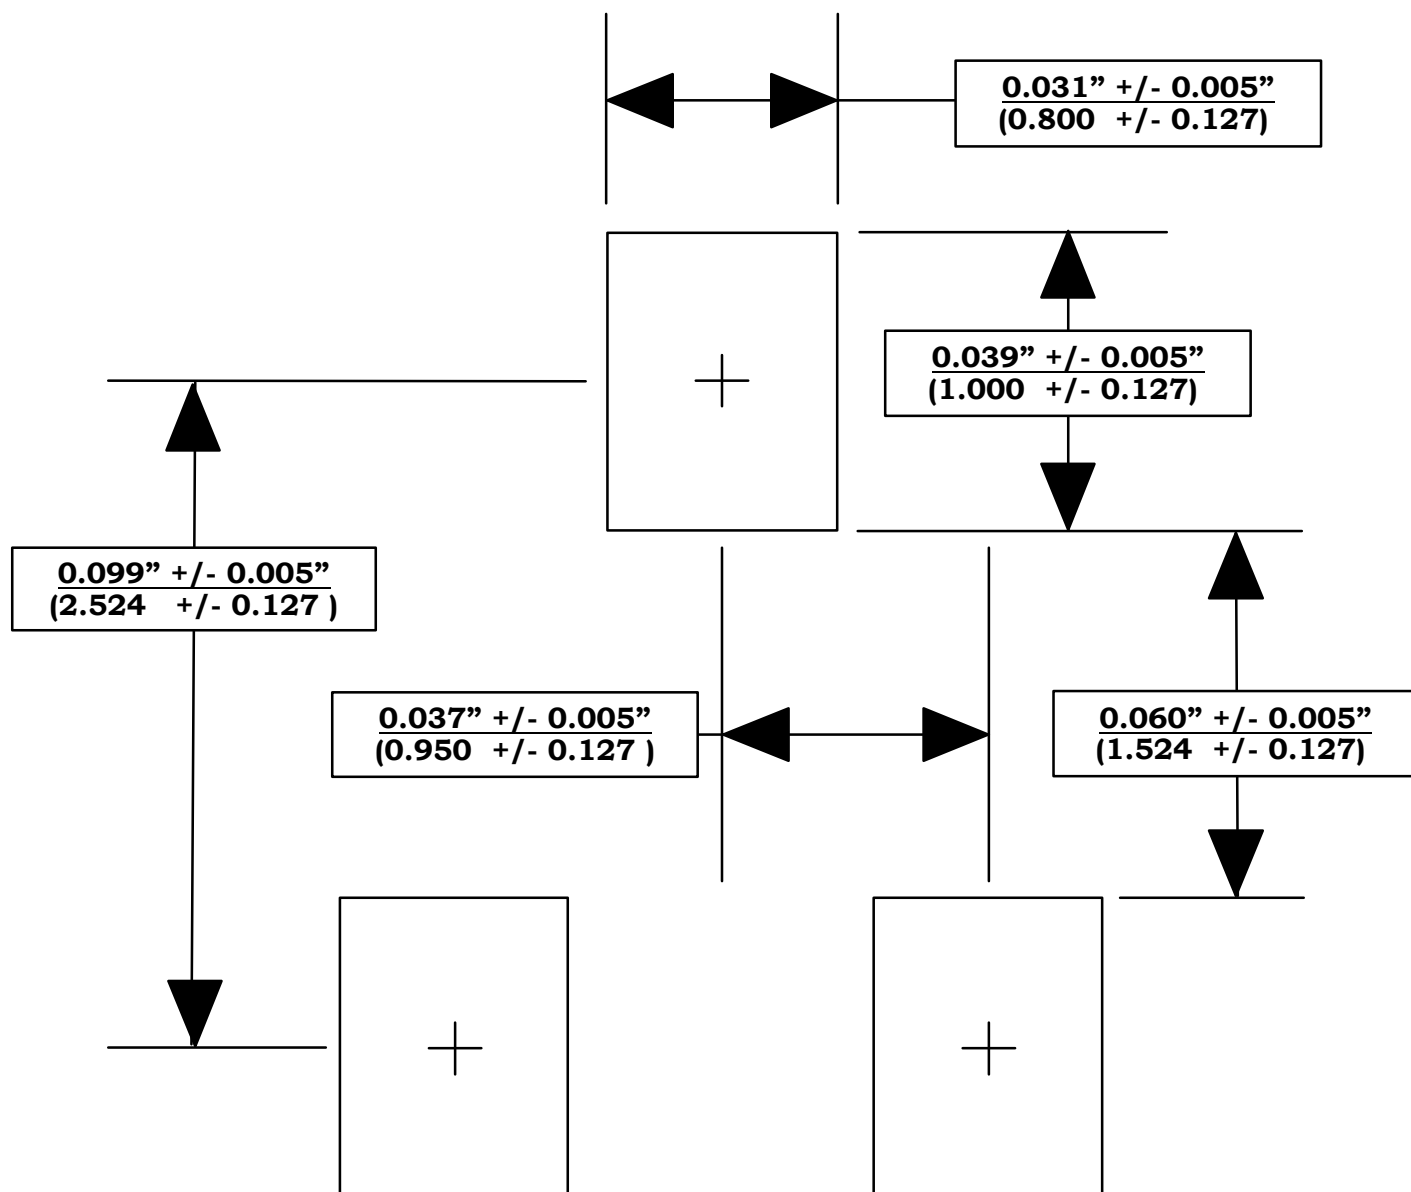 0.031” +/- 0.005”
(0.800 +/- 0.127)
0.039” +/- 0.005”
(1.000 +/- 0.127)
0.099” +/- 0.005”
(2.524 +/- 0.127 )
0.037” +/- 0.005”
(0.950 +/- 0.127 )
0.060” +/- 0.005”
(1.524 +/- 0.127)